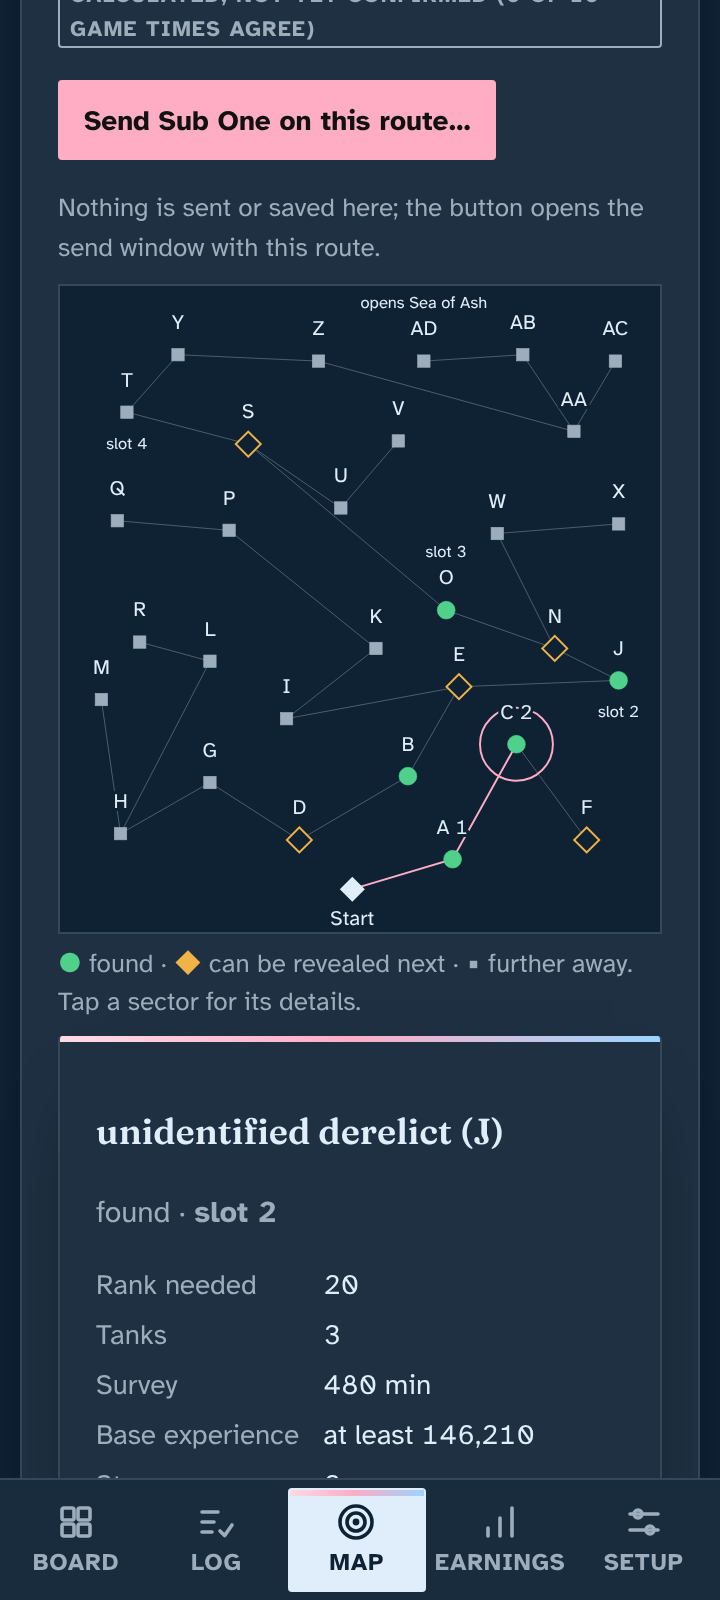 GAME TIMES AGREE)
Send Sub One on this route...
Nothing is sent or saved here; the button opens the
send window with this route.
opens Sea of Ash
Y
Z
AD
AB
AC
T
AA
S
V
slot 4
U
Q
P
W
X
slot 3
O
R
L
K
N
M
I
E
J
C 2
slot 2
G
B
H
D
A 1
F
Start
found · can be revealed next · further away.
Tap a sector for its details.
unidentified derelict (J)
found · slot 2
Rank needed 20
Tanks 3
Survey 480 min
Base experience at least 146,210
BOARD LOG MAP EARNINGS SETUP